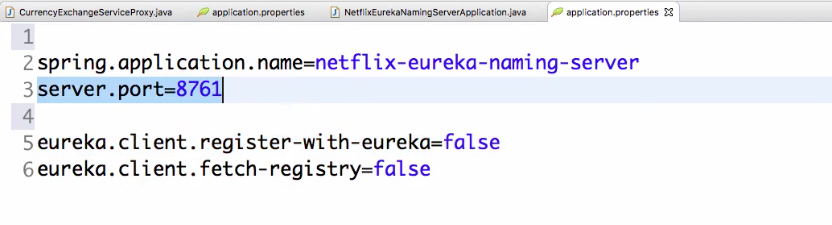 CurrencyExchangeServiceProxy.java application.properties NetflixEurekaNamingServerApplication.java application.properties
1
2 spring.application.name=netflix-eureka-naming-server
3 server.port=8761
4
5 eureka.client.register-with-eureka=false
6 eureka.client.fetch-registry=false